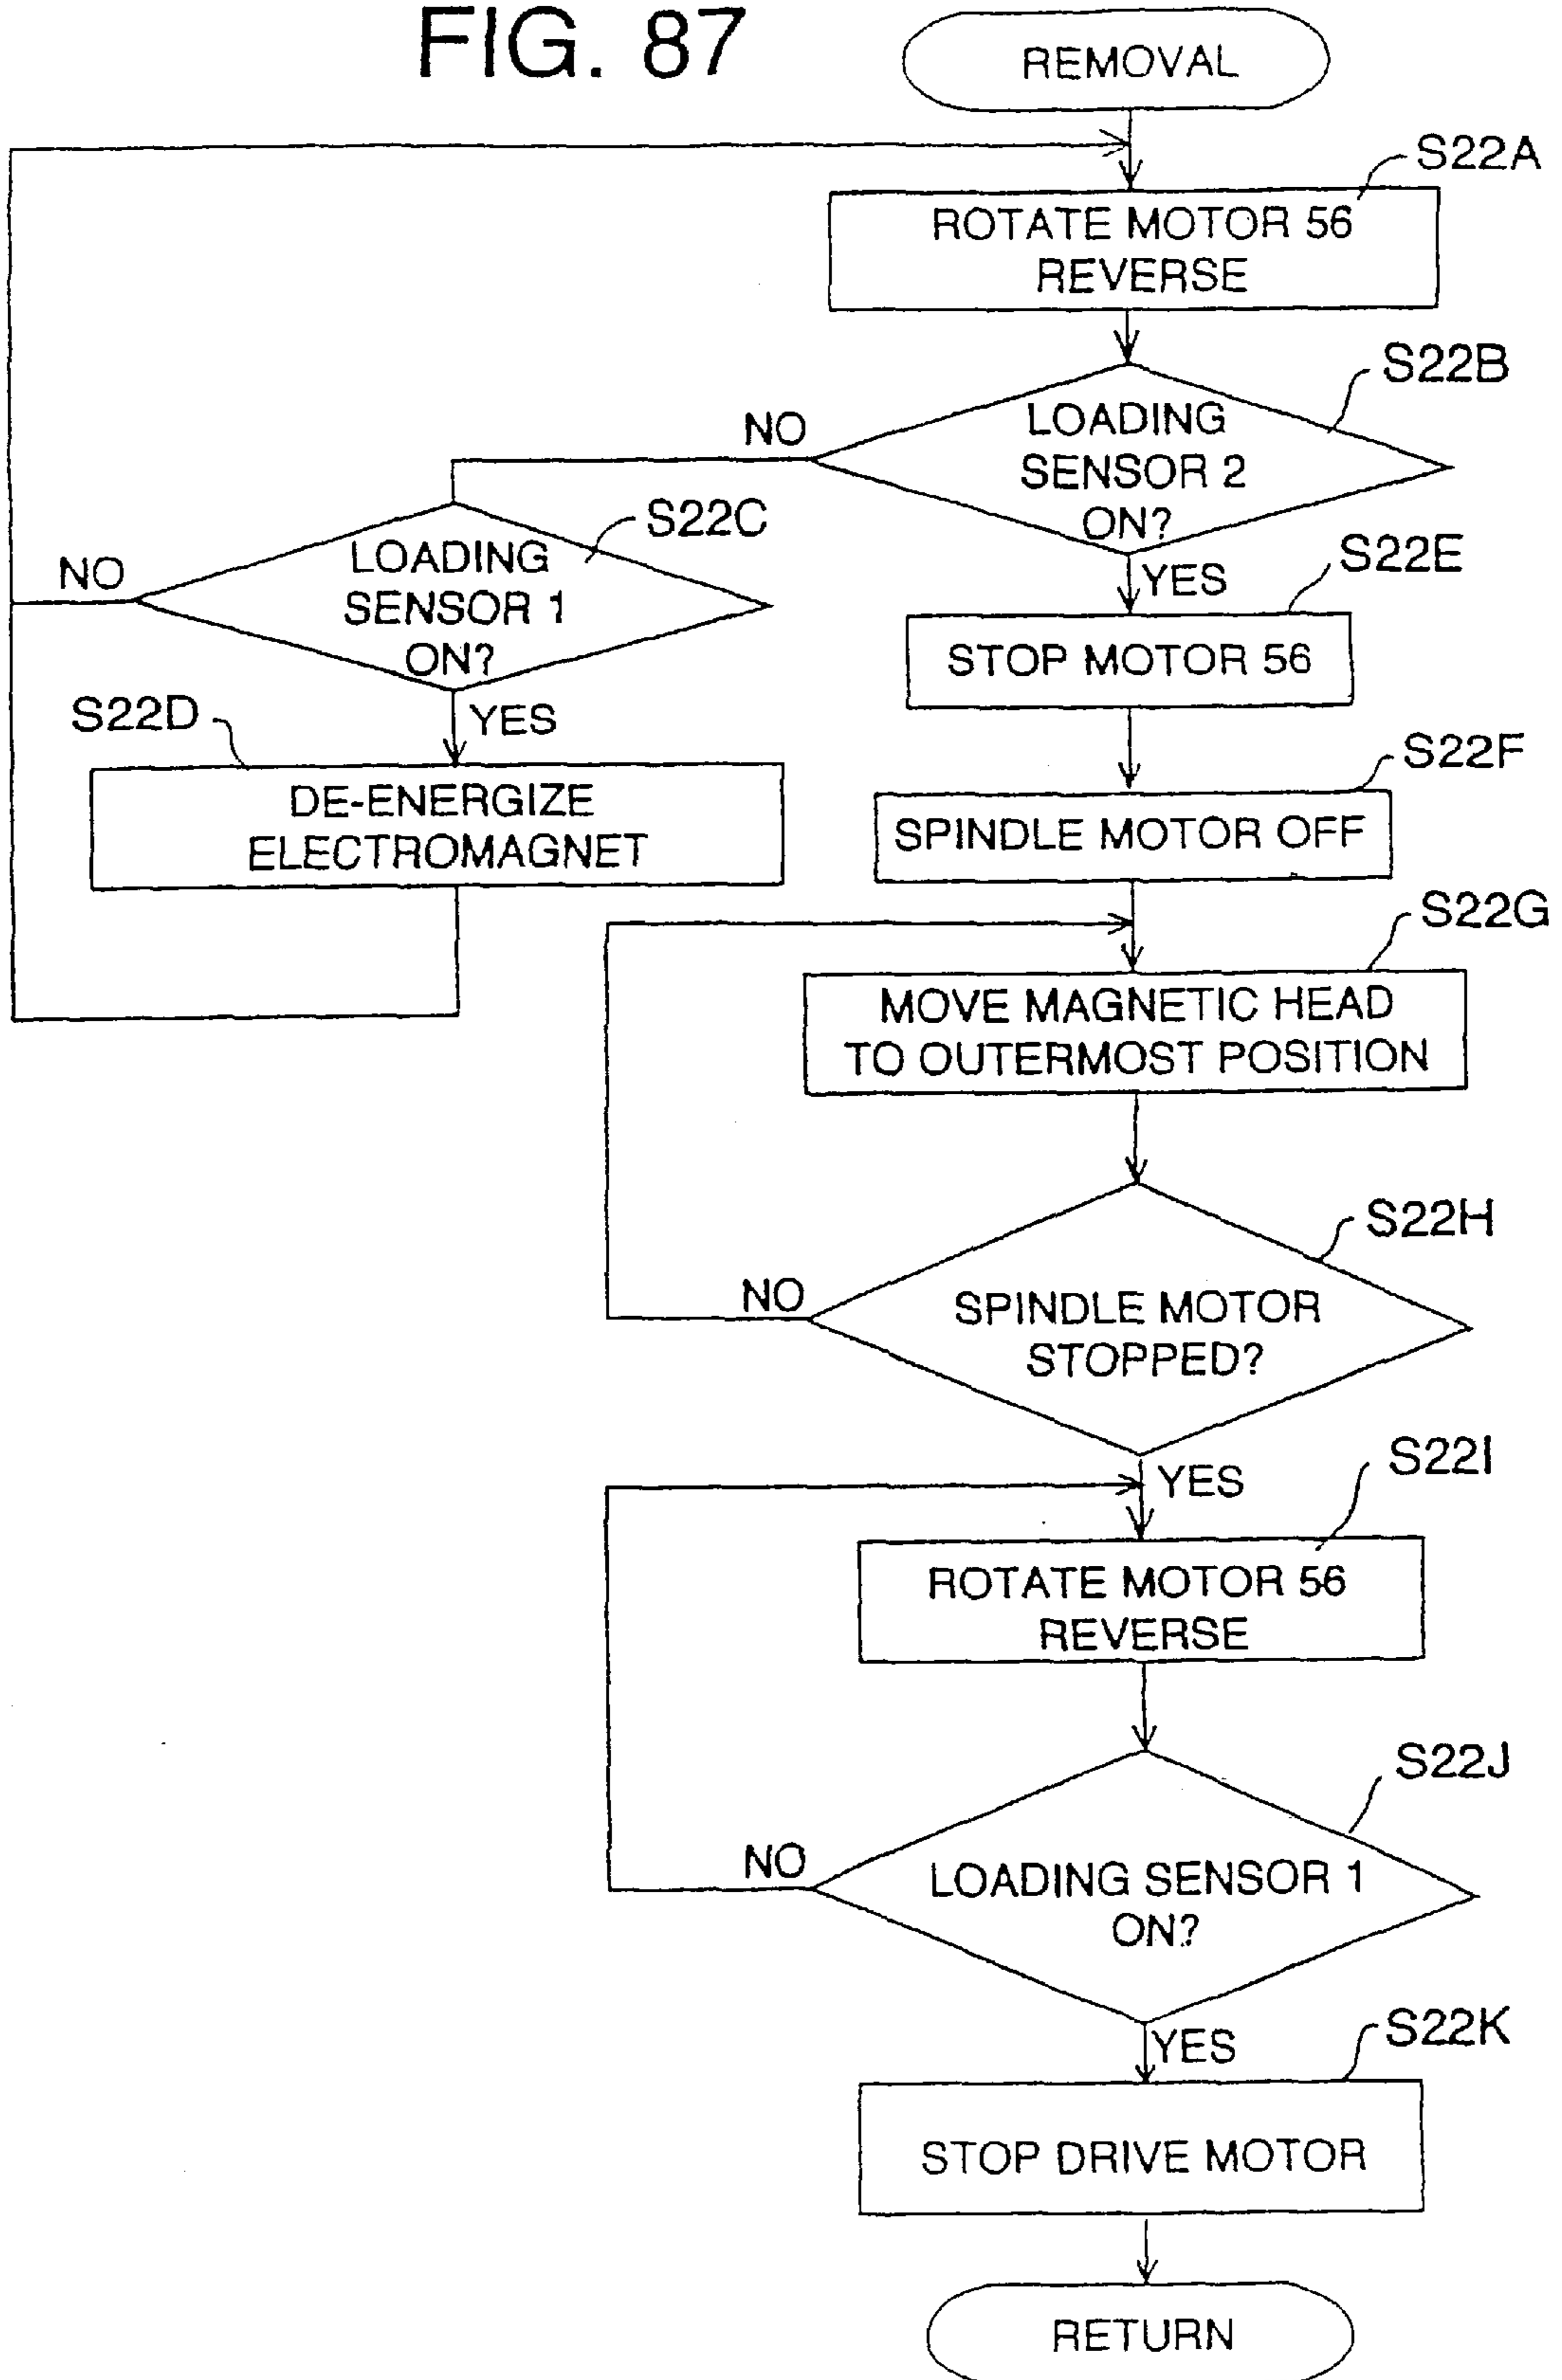 FIG. 87
REMOVAL
S22A
ROTATE MOTOR 56
REVERSE
S22B
LOADING
SENSOR 2
ON?
NO
YES
S22C
LOADING
SENSOR 1
ON?
NO
YES
S22D
DE-ENERGIZE
ELECTROMAGNET
S22E
STOP MOTOR 56
S22F
SPINDLE MOTOR OFF
S22G
MOVE MAGNETIC HEAD
TO OUTERMOST POSITION
S22H
SPINDLE MOTOR
STOPPED?
NO
YES
S22I
ROTATE MOTOR 56
REVERSE
S22J
LOADING SENSOR 1
ON?
NO
YES
S22K
STOP DRIVE MOTOR
RETURN